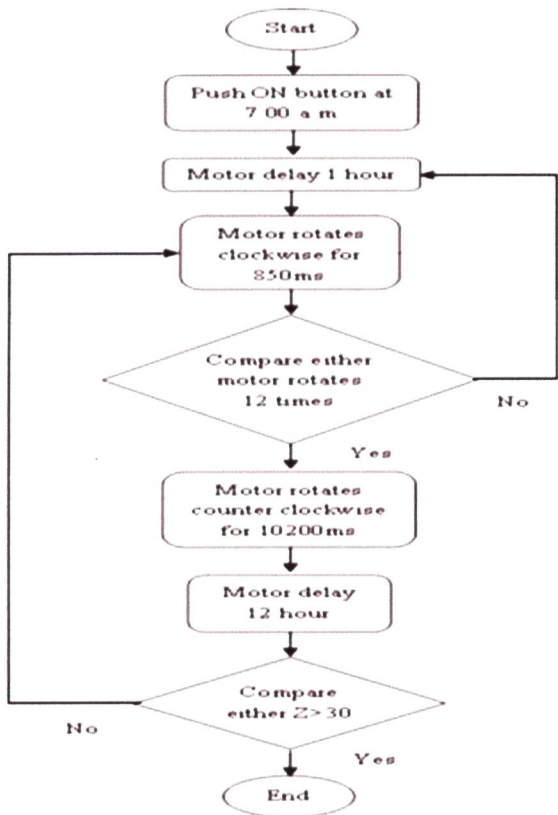 Start
Push ON button at
7 00 a m
Motor delay 1 hour
Motor rotates
clockwise for
850ms
Compare either
motor rotates
12 times
No
Yes
Motor rotates
counter clockwise
for 10200ms
Motor delay
12 hour
Compare
either Z>30
No
Yes
End